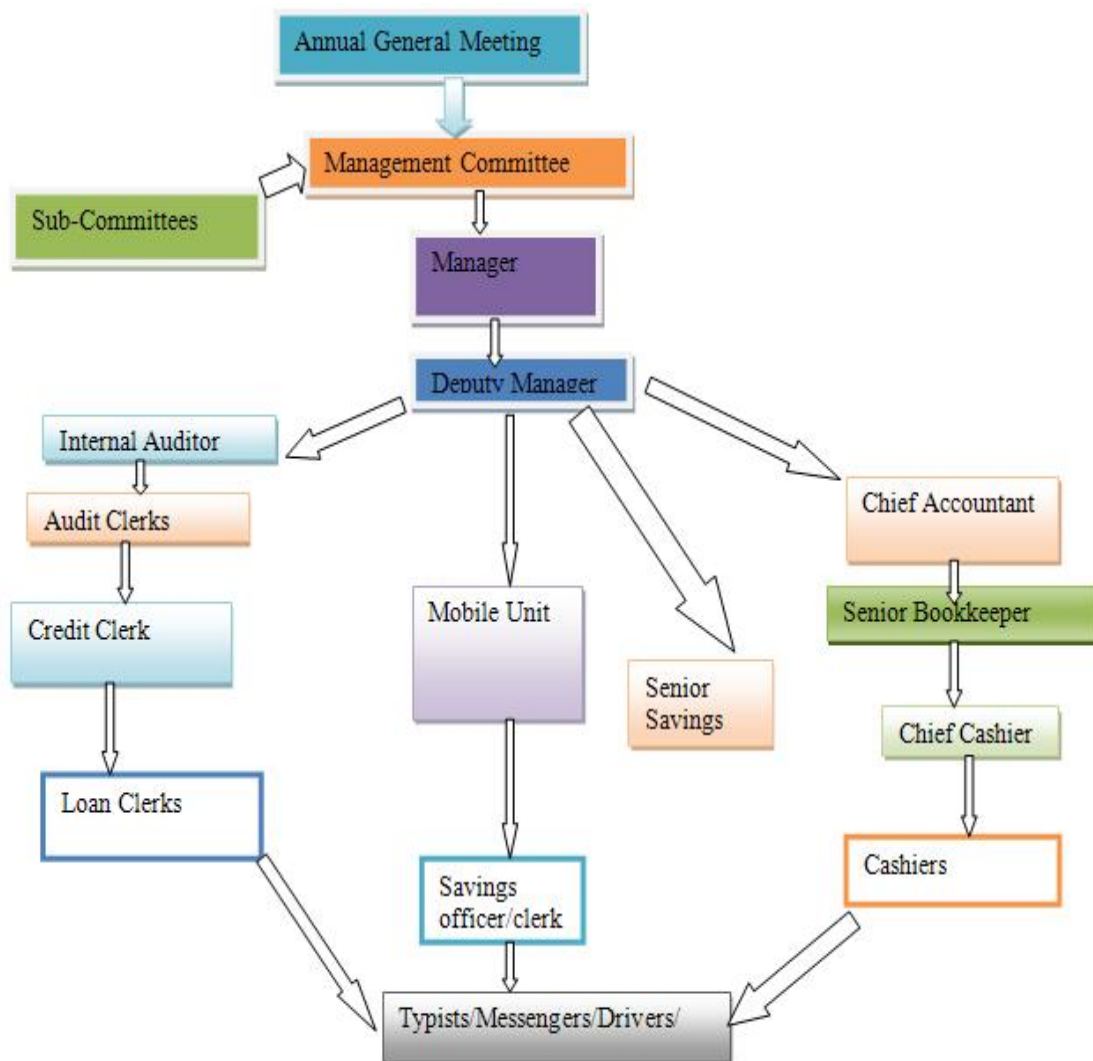 Annual General Meeting
Management Committee
Sub-Committees
Manager
Deputy Manager
Internal Auditor
Audit Clerks
Chief Accountant
Credit Clerk
Mobile Unit
Senior Bookkeeper
Senior
Savings
Chief Cashier
Loan Clerks
Savings
officer/clerk
Cashiers
Typists/Messengers/Drivers/